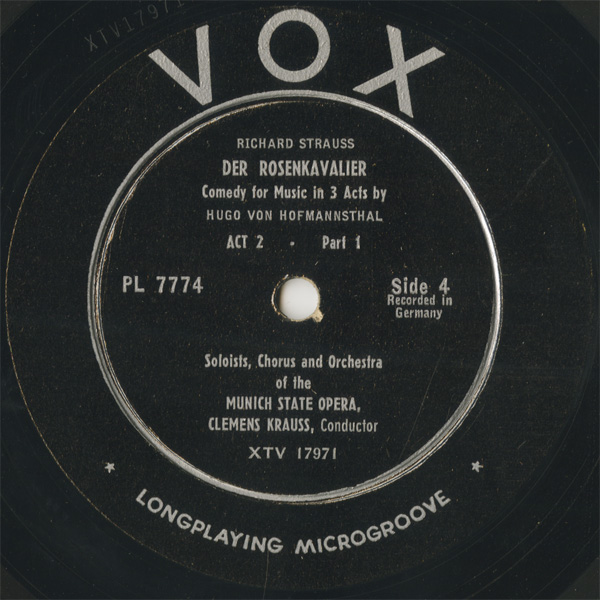 XTV17971
VOX
RICHARD STRAUSS
DER ROSENKAVALIER
Comedy for Music in 3 Acts by
HUGO VON HOFMANNSTHAL
ACT 2 • Part 1
PL 7774
Side 4
Recorded in
Germany
Soloists, Chorus and Orchestra
of the
MUNICH STATE OPERA,
CLEMENS KRAUSS, Conductor
XTV 17971
LONGPLAYING MICROGROOVE